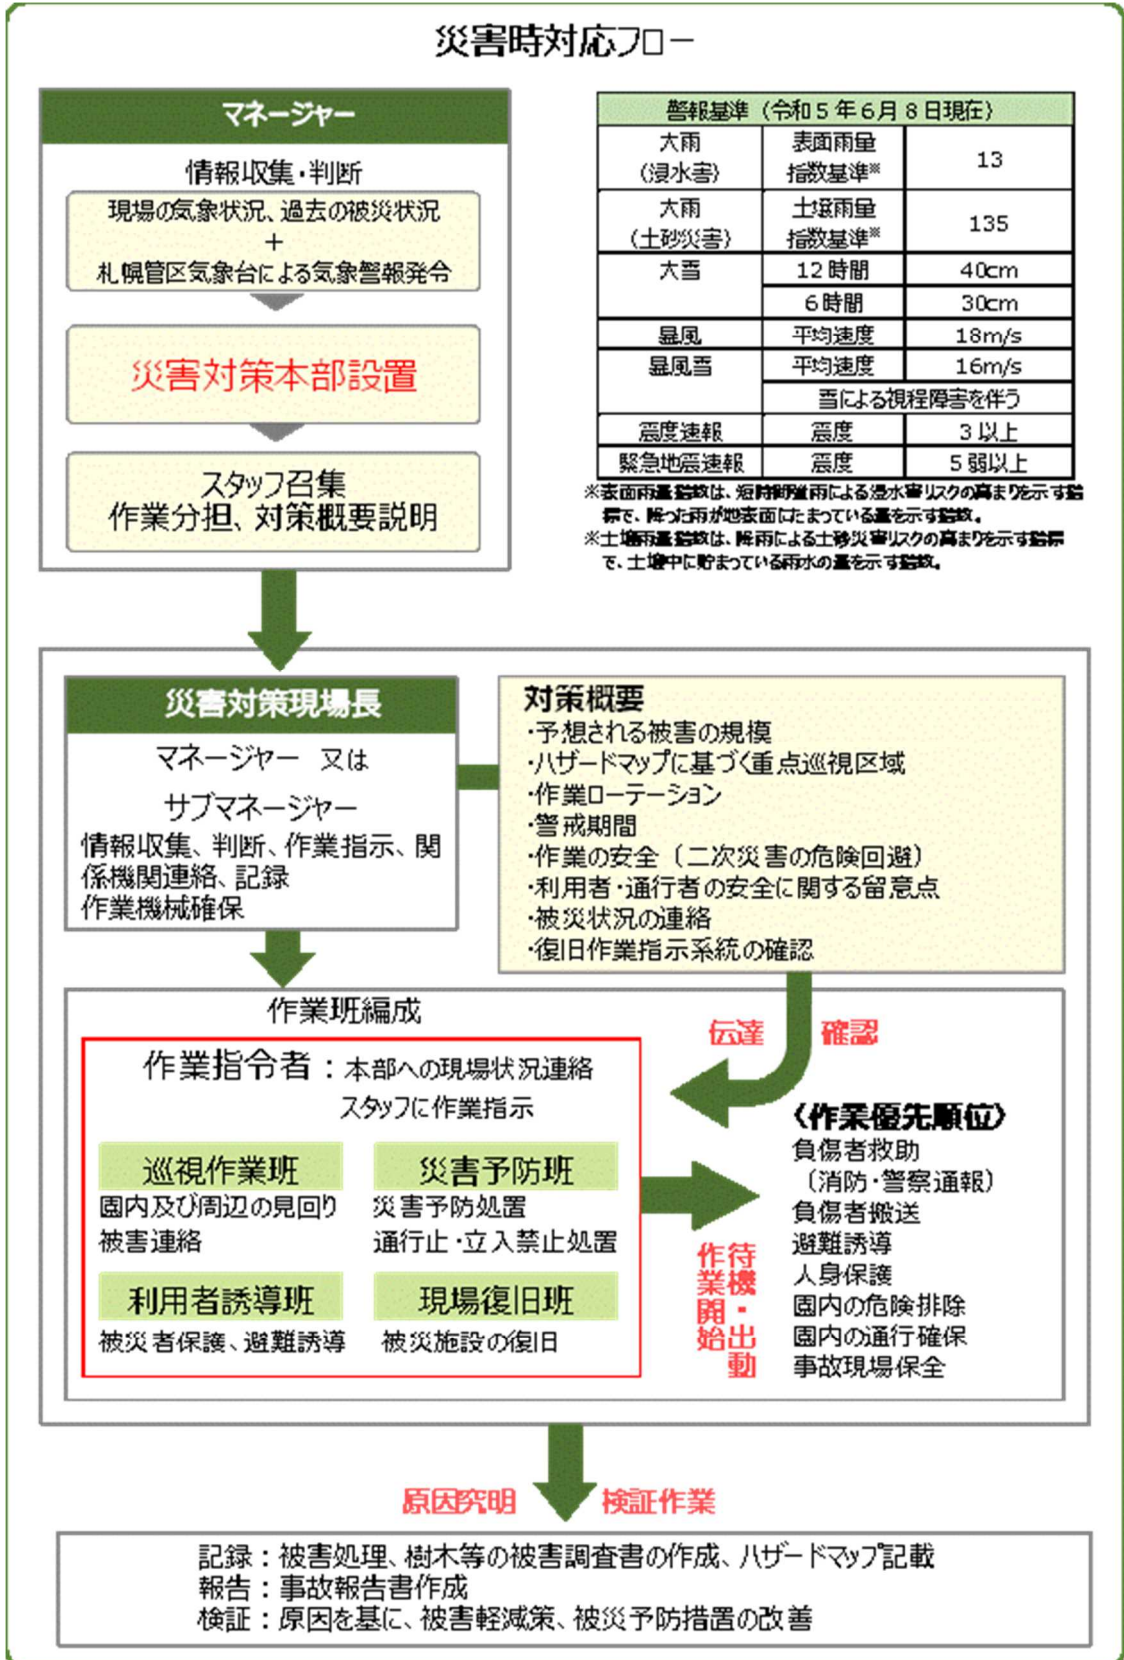 災害時対応フロー
マネージャー
情報収集・判断
現場の気象状況、過去の被災状況
+
札幌管区気象台による気象警報発令
災害対策本部設置
スタッフ召集
作業分担、対策概要説明
警報基準（令和5年6月8日現在）
大雨 表面雨量 13
（浸水害） 指数基準※
大雨 土壌雨量 135
（土砂災害） 指数基準※
大雪 12時間 40cm
6時間 30cm
暴風 平均速度 18m/s
暴風雪 平均速度 16m/s
雪による視程障害を伴う
震度速報 震度 3以上
緊急地震速報 震度 5弱以上
※表面雨量指数は、短時間強雨による浸水害リスクの高まりを示す指
標で、降った雨が地表面にたまっている量を示す指数。
※土壌雨量指数は、降雨による土砂災害リスクの高まりを示す指標
で、土壌中に貯まっている雨水の量を示す指数。
災害対策現場長
マネージャー 又は
サブマネージャー
情報収集、判断、作業指示、関
係機関連絡、記録
作業機械確保
対策概要
・予想される被害の規模
・ハザードマップに基づく重点巡視区域
・作業ローテーション
・警戒期間
・作業の安全（二次災害の危険回避）
・利用者・通行者の安全に関する留意点
・被災状況の連絡
・復旧作業指示系統の確認
伝達 確認
作業班編成
作業指令者：本部への現場状況連絡
スタッフに作業指示
巡視作業班
園内及び周辺の見回り
被害連絡
災害予防班
災害予防処置
通行止・立入禁止処置
利用者誘導班
被災者保護、避難誘導
現場復旧班
被災施設の復旧
待機・出動
作業開始
〈作業優先順位〉
負傷者救助
（消防・警察通報）
負傷者搬送
避難誘導
人身保護
園内の危険排除
園内の通行確保
事故現場保全
原因究明 検証作業
記録：被害処理、樹木等の被害調査書の作成、ハザードマップ記載
報告：事故報告書作成
検証：原因を基に、被害軽減策、被災予防措置の改善